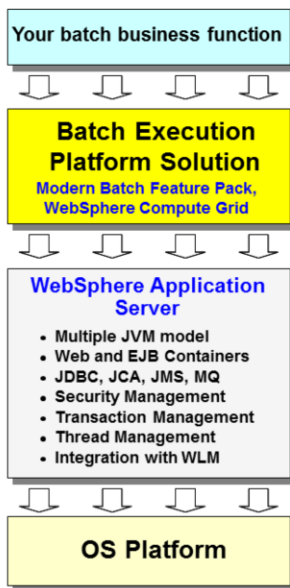 Your batch business function
Batch Execution
Platform Solution
Modern Batch Feature Pack,
WebSphere Compute Grid
WebSphere Application
Server
• Multiple JVM model
• Web and EJB Containers
• JDBC, JCA, JMS, MQ
• Security Management
• Transaction Management
• Thread Management
• Integration with WLM
OS Platform